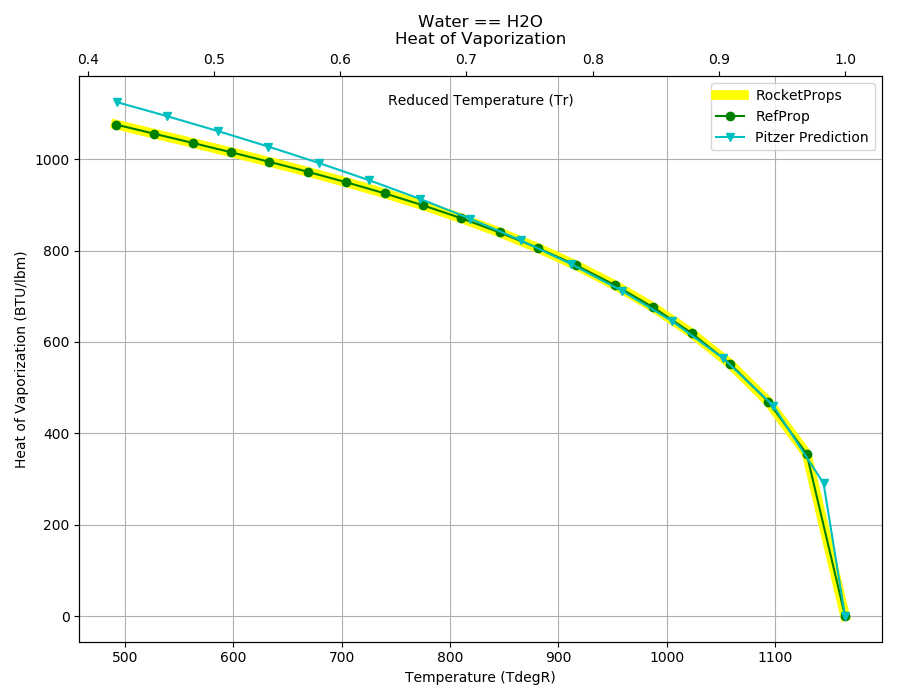 Water == H2O
Heat of Vaporization
0.4 0.5 0.6 0.7 0.8 0.9 1.0
Reduced Temperature (Tr)
RocketProps
RefProp
Pitzer Prediction
Heat of Vaporization (BTU/lbm)
1000
800
600
400
200
0
500 600 700 800 900 1000 1100
Temperature (TdegR)